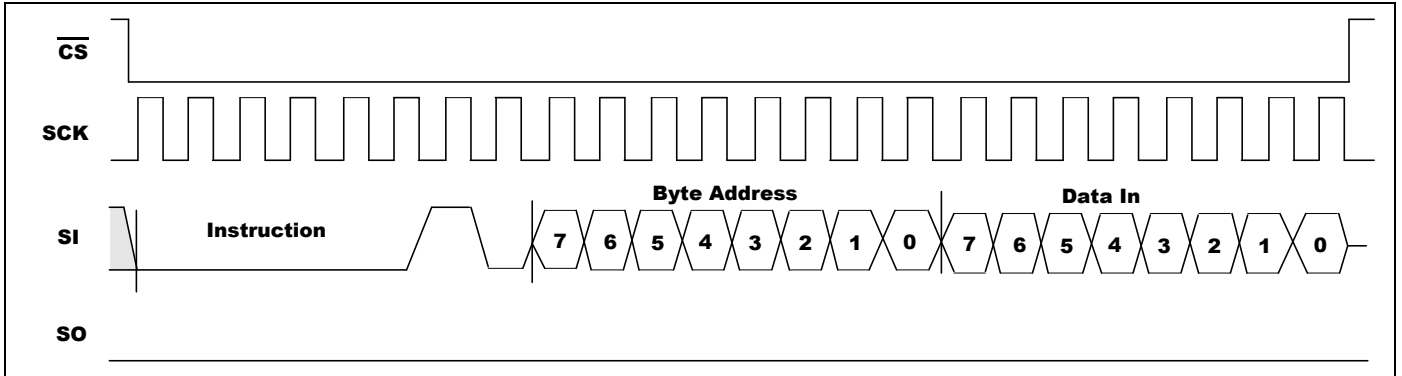 CS
SCK
Byte Address
Data In
SI
Instruction
7 6 5 4 3 2 1 0 7 6 5 4 3 2 1 0
SO